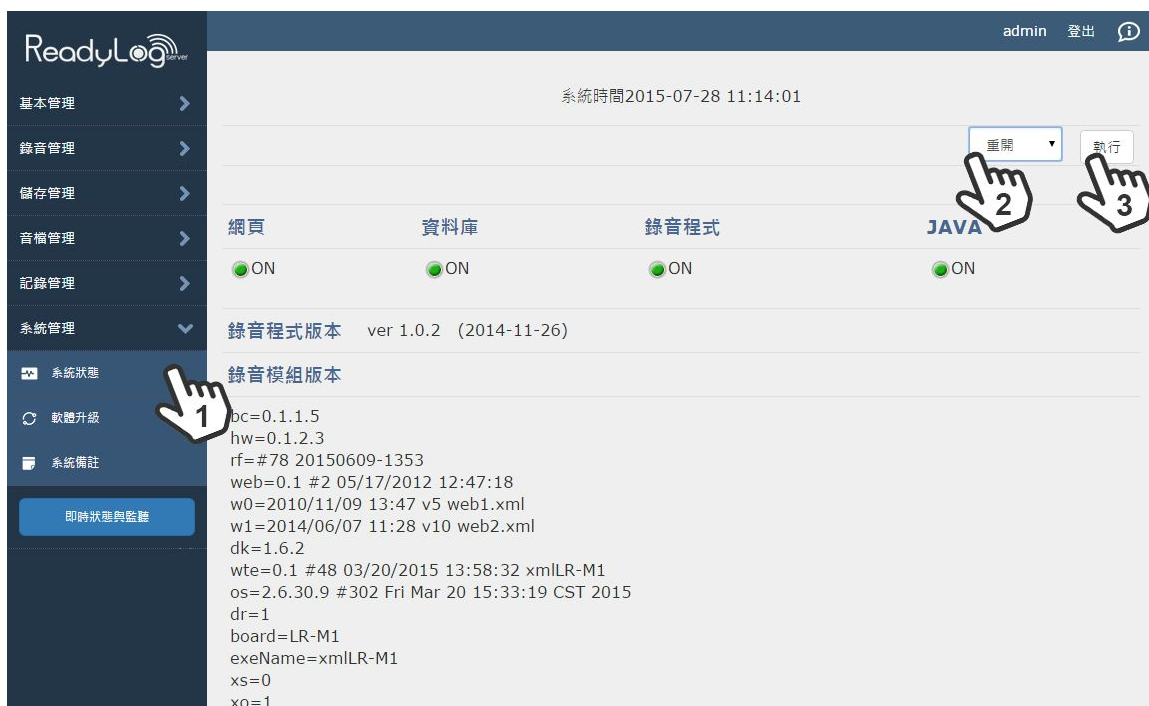 ReadyLog server
admin 登出
基本管理
錄音管理
儲存管理
音檔管理
記錄管理
系統管理
系統狀態
軟體升級
系統備註
即時狀態與監聽
系統時間2015-07-28 11:14:01
重開 執行
1
2
3
網頁 資料庫 錄音程式 JAVA
ON ON ON ON
錄音程式版本 ver 1.0.2 (2014-11-26)
錄音模組版本
bc=0.1.1.5
hw=0.1.2.3
rf=#78 20150609-1353
web=0.1 #2 05/17/2012 12:47:18
w0=2010/11/09 13:47 v5 web1.xml
w1=2014/06/07 11:28 v10 web2.xml
dk=1.6.2
wte=0.1 #48 03/20/2015 13:58:32 xmlLR-M1
os=2.6.30.9 #302 Fri Mar 20 15:33:19 CST 2015
dr=1
board=LR-M1
exeName=xmlLR-M1
xs=0
xo=1